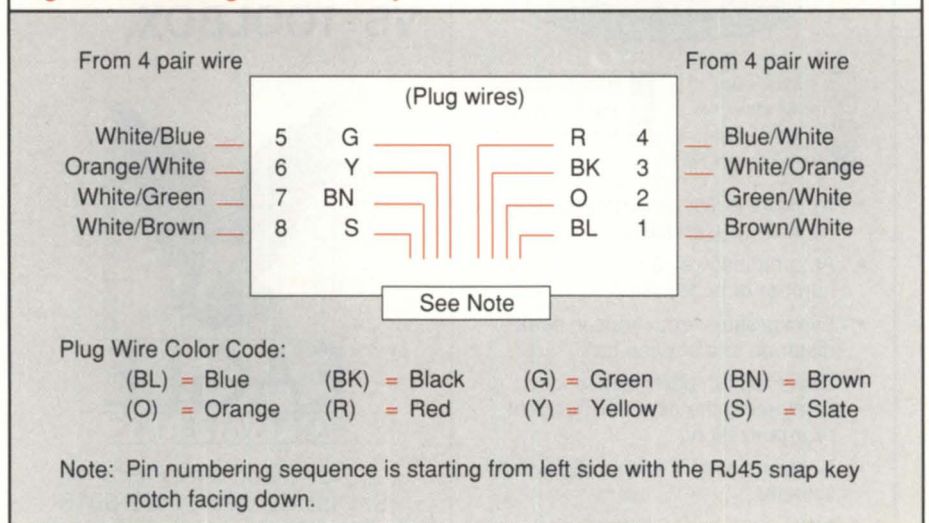 From 4 pair wire From 4 pair wire
(Plug wires)
White/Blue 5 G R 4 Blue/White
Orange/White 6 Y BK 3 White/Orange
White/Green 7 BN O 2 Green/White
White/Brown 8 S BL 1 Brown/White
See Note
Plug Wire Color Code:
(BL) = Blue (BK) = Black (G) = Green (BN) = Brown
(O) = Orange (R) = Red (Y) = Yellow (S) = Slate
Note: Pin numbering sequence is starting from left side with the RJ45 snap key
notch facing down.